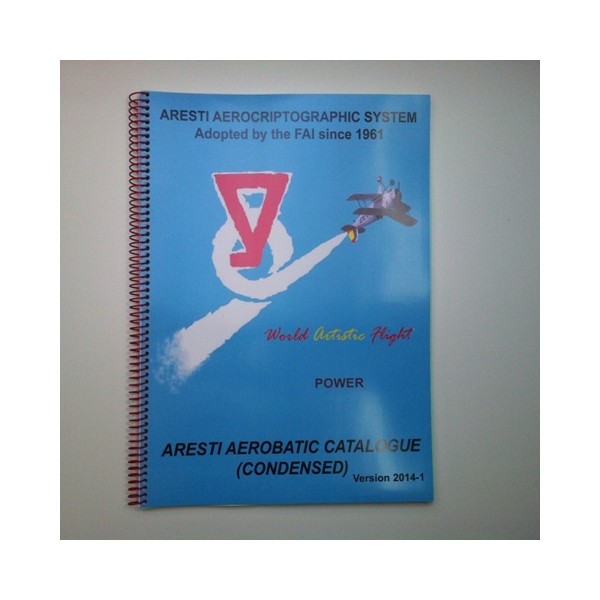 ARESTI AEROCRIPTOGRAPHIC SYSTEM
Adopted by the FAI since 1961
World Artistic Flight
POWER
ARESTI AEROBATIC CATALOGUE
(CONDENSED)
Version 2014-1